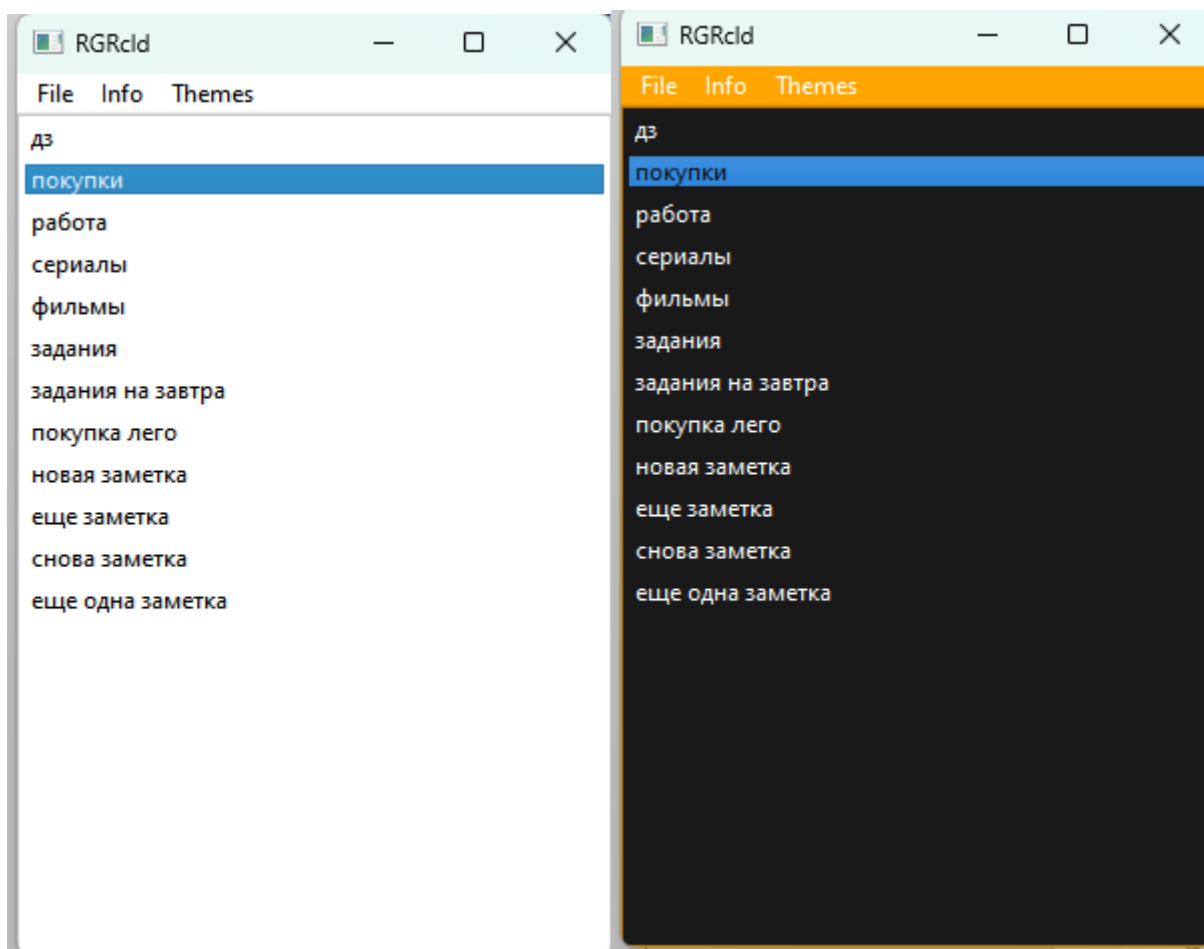 RGRcld
File Info Themes
дз
покупки
работа
сериалы
фильмы
задания
задания на завтра
покупка лего
новая заметка
еще заметка
снова заметка
еще одна заметка
RGRcld
File Info Themes
дз
покупки
работа
сериалы
фильмы
задания
задания на завтра
покупка лего
новая заметка
еще заметка
снова заметка
еще одна заметка